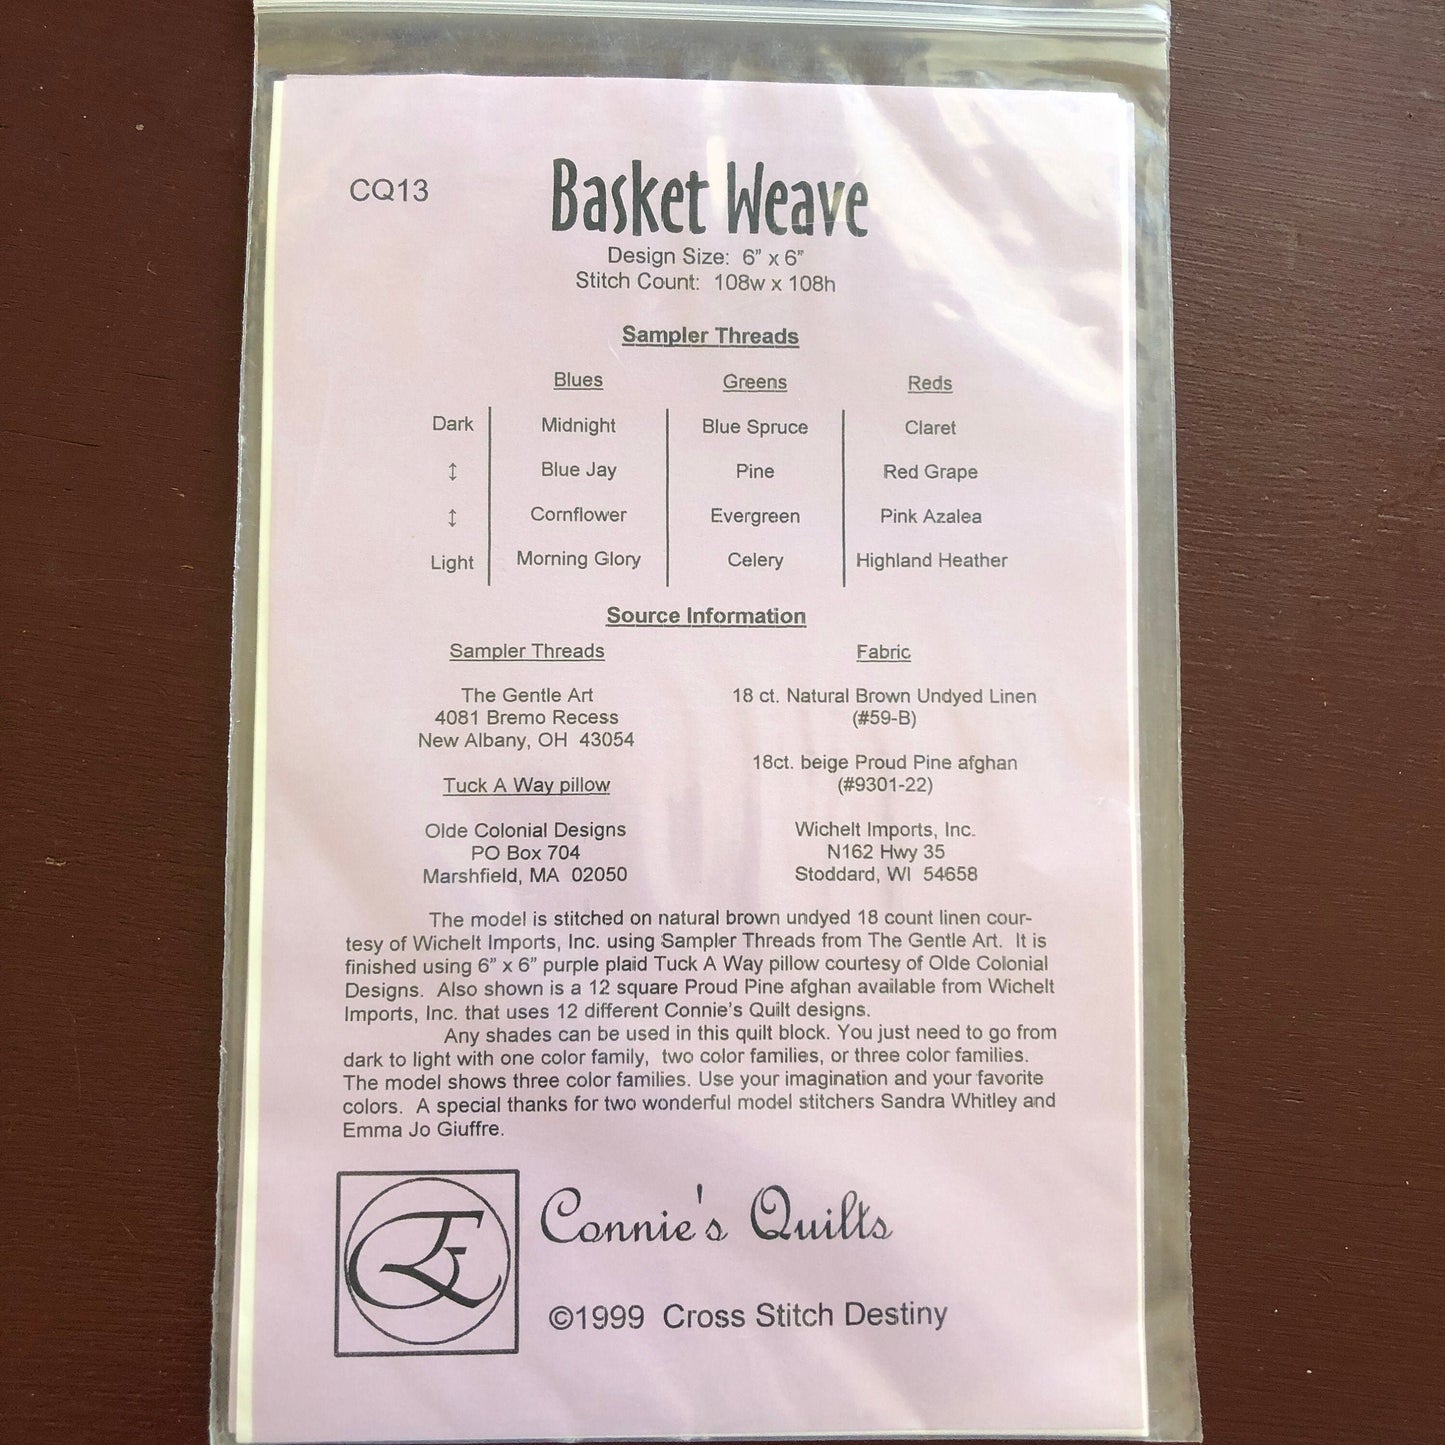 CQ13
Basket Weave
Design Size: 6" x 6"
Stitch Count: 108w x 108h
Sampler Threads
Blues Greens Reds
Dark Midnight Blue Spruce Claret
↕ Blue Jay Pine Red Grape
↕ Cornflower Evergreen Pink Azalea
Light Morning Glory Celery Highland Heather
Source Information
Sampler Threads
The Gentle Art
4081 Bremo Recess
New Albany, OH 43054
Tuck A Way pillow
Olde Colonial Designs
PO Box 704
Marshfield, MA 02050
Fabric
18 ct. Natural Brown Undyed Linen
(#59-B)
18ct. beige Proud Pine afghan
(#9301-22)
Wichelt Imports, Inc.
N162 Hwy 35
Stoddard, WI 54658
The model is stitched on natural brown undyed 18 count linen cour-
tesy of Wichelt Imports, Inc. using Sampler Threads from The Gentle Art. It is
finished using 6" x 6" purple plaid Tuck A Way pillow courtesy of Olde Colonial
Designs. Also shown is a 12 square Proud Pine afghan available from Wichelt
Imports, Inc. that uses 12 different Connie's Quilt designs.
Any shades can be used in this quilt block. You just need to go from
dark to light with one color family, two color families, or three color families.
The model shows three color families. Use your imagination and your favorite
colors. A special thanks for two wonderful model stitchers Sandra Whitley and
Emma Jo Giuffre.
Connie's Quilts
©1999 Cross Stitch Destiny